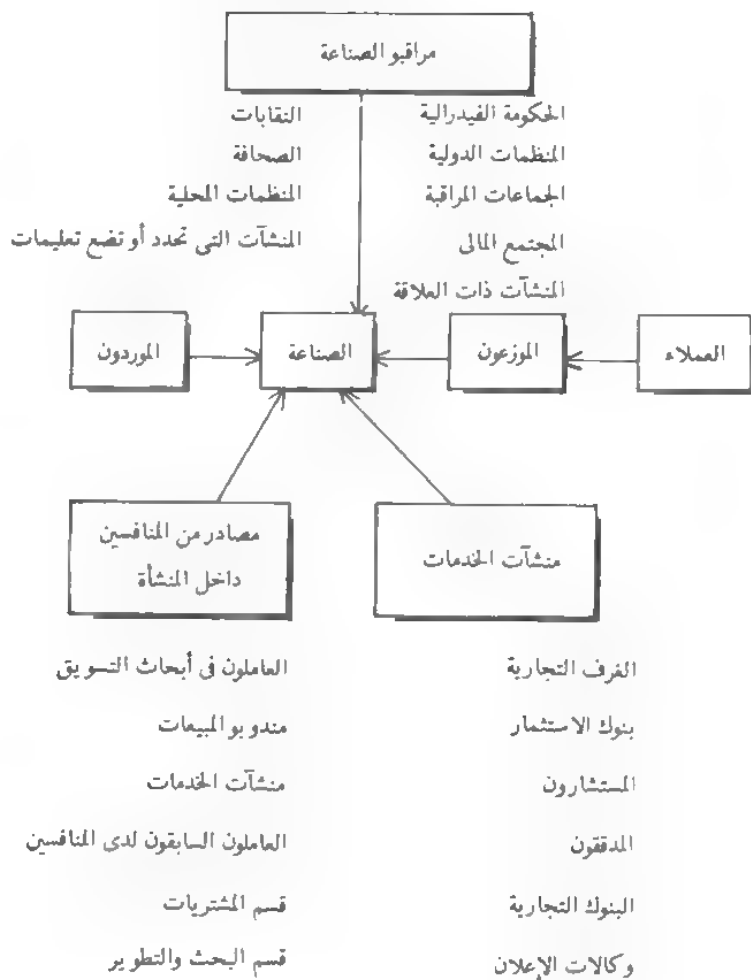 مراقبو الصناعة
الحكومة الفيدرالية
المنظمات الدولية
الجماعات المراقبة
المجتمع المالى
المنشآت ذات العلاقة
النقابات
الصحافة
المنظمات المحلية
المنشآت التى تحدد أو تضع تعليمات
العملاء
الموزعون
الصناعة
الموردون
منشآت الخدمات
الغرف التجارية
بنوك الاستثمار
المستشارون
المدققون
البنوك التجارية
وكالات الإعلان
مصادر من المنافسين
داخل المنشأة
العاملون فى أبحاث التسويق
مندوبو المبيعات
منشآت الخدمات
العاملون السابقون لدى المنافسين
قسم المشتريات
قسم البحث والتطوير